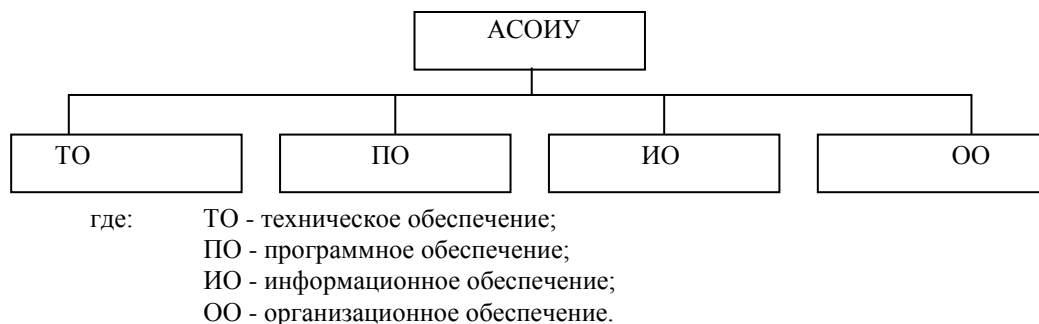 АСОИУ
ТО ПО ИО ОО
где: ТО - техническое обеспечение;
ПО - программное обеспечение;
ИО - информационное обеспечение;
ОО - организационное обеспечение.